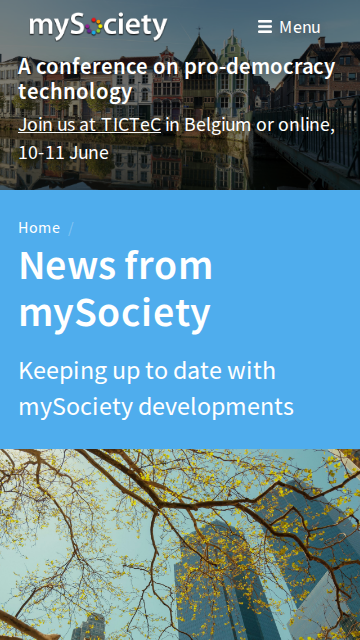 mySociety
Menu
A conference on pro-democracy
technology
Join us at TICTeC in Belgium or online,
10-11 June
Home /
News from
mySociety
Keeping up to date with
mySociety developments